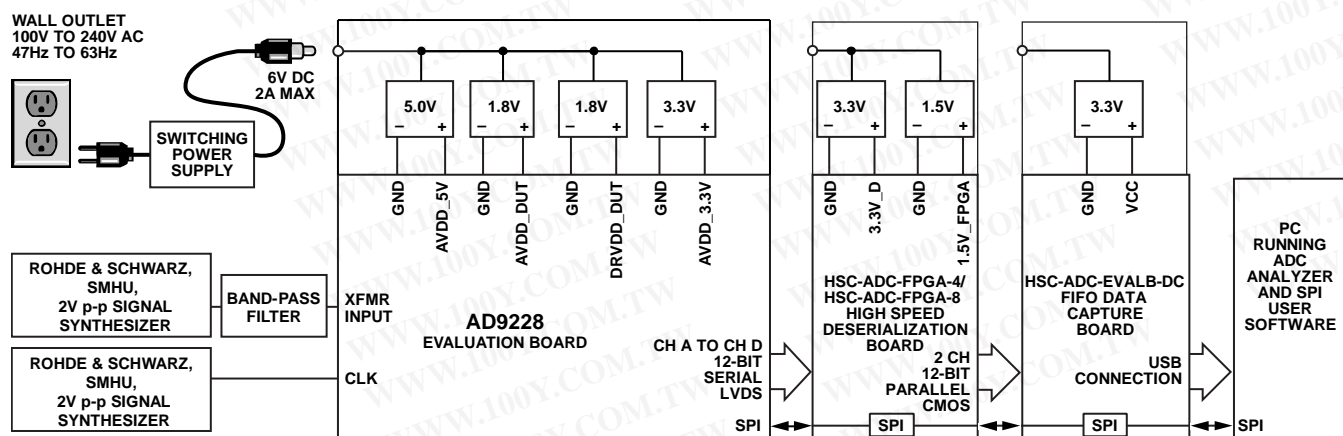 WALL OUTLET
100V TO 240V AC
47Hz TO 63Hz
6V DC
2A MAX
SWITCHING
POWER
SUPPLY
5.0V
1.8V
1.8V
3.3V
3.3V
1.5V
3.3V
– +
– +
– +
– +
– +
– +
– +
GND
AVDD_5V
GND
AVDD_DUT
GND
DRVDD_DUT
GND
AVDD_3.3V
GND
3.3V_D
GND
1.5V_FPGA
GND
VCC
ROHDE & SCHWARZ,
SMHU,
2V p-p SIGNAL
SYNTHESIZER
BAND-PASS
FILTER
XFMR
INPUT
ROHDE & SCHWARZ,
SMHU,
2V p-p SIGNAL
SYNTHESIZER
CLK
AD9228
EVALUATION BOARD
CH A TO CH D
12-BIT
SERIAL
LVDS
SPI
HSC-ADC-FPGA-4/
HSC-ADC-FPGA-8
HIGH SPEED
DESERIALIZATION
BOARD
2 CH
12-BIT
PARALLEL
CMOS
SPI
HSC-ADC-EVALB-DC
FIFO DATA
CAPTURE
BOARD
USB
CONNECTION
SPI
PC
RUNNING
ADC
ANALYZER
AND SPI
USER
SOFTWARE
SPI
WWW.100Y.COM.TW